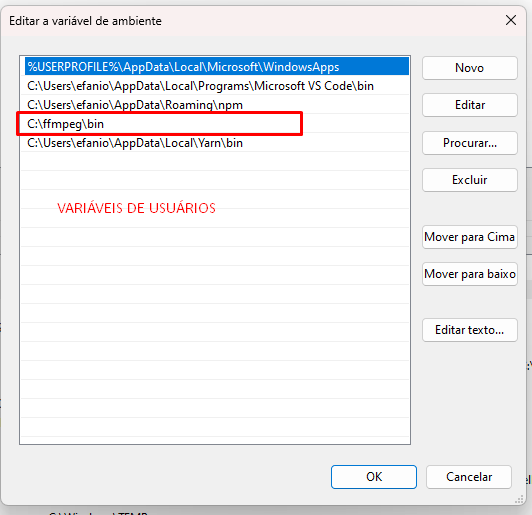 Editar a variável de ambiente
%USERPROFILE%\AppData\Local\Microsoft\WindowsApps
C:\Users\efanio\AppData\Local\Programs\Microsoft VS Code\bin
C:\Users\efanio\AppData\Roaming\npm
C:\ffmpeg\bin
C:\Users\efanio\AppData\Local\Yarn\bin
VARIÁVEIS DE USUÁRIOS
Novo
Editar
Procurar...
Excluir
Mover para Cima
Mover para baixo
Editar texto...
OK
Cancelar